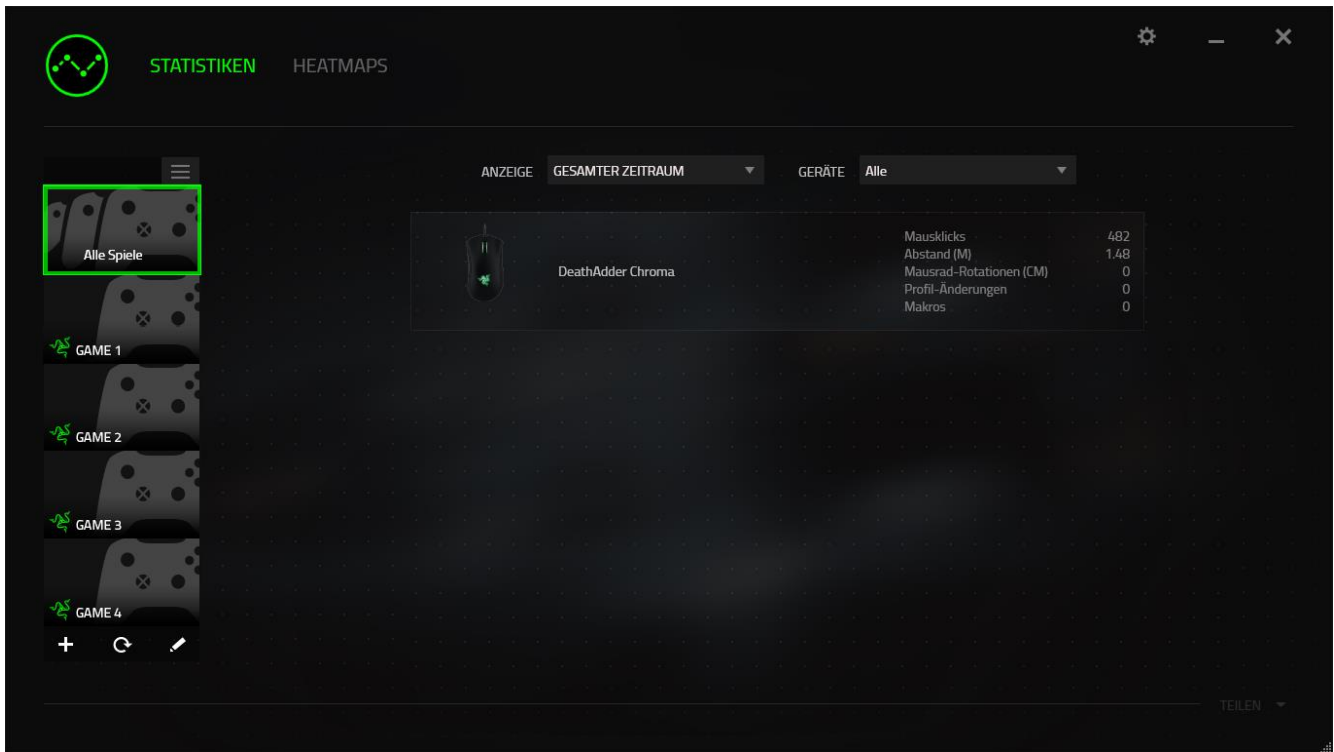 STATISTIKEN HEATMAPS
ANZEIGE GESAMTER ZEITRAUM GERÄTE Alle
Alle Spiele
GAME 1
GAME 2
GAME 3
GAME 4
DeathAdder Chroma
Mausklicks 482
Abstand (M) 1.48
Mausrad-Rotationen (CM) 0
Profil-Änderungen 0
Makros 0
TEILEN